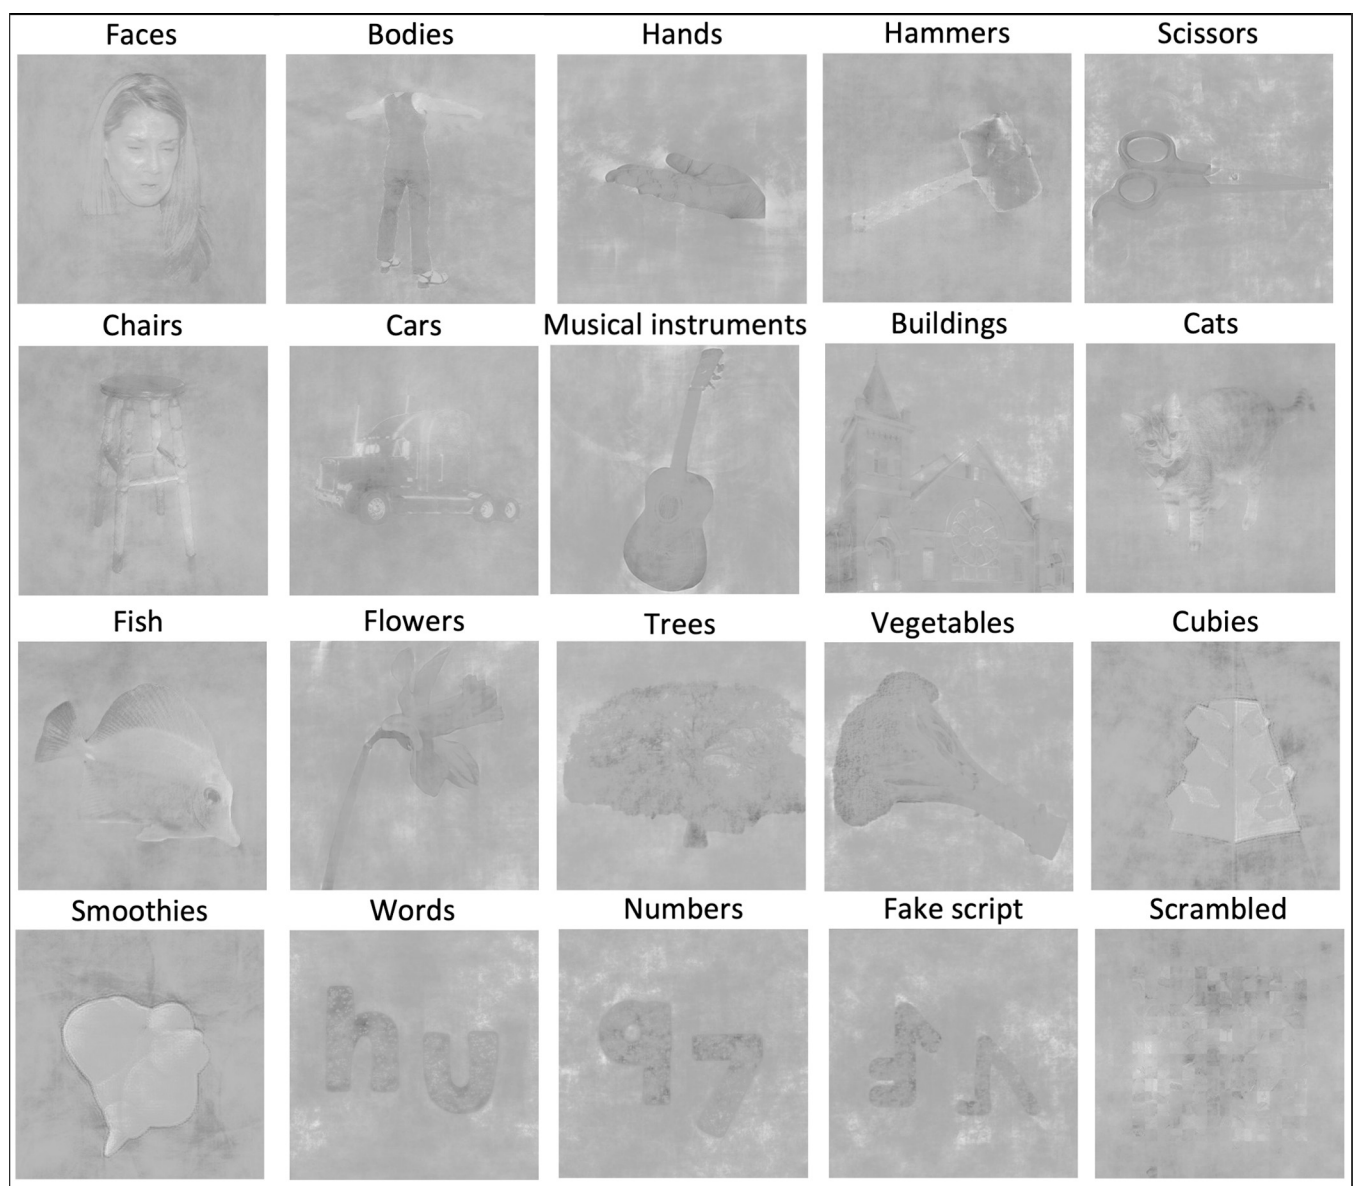 Faces Bodies Hands Hammers Scissors
Chairs Cars Musical instruments Buildings Cats
Fish Flowers Trees Vegetables Cubies
Smoothies Words Numbers Fake script Scrambled
hu 97